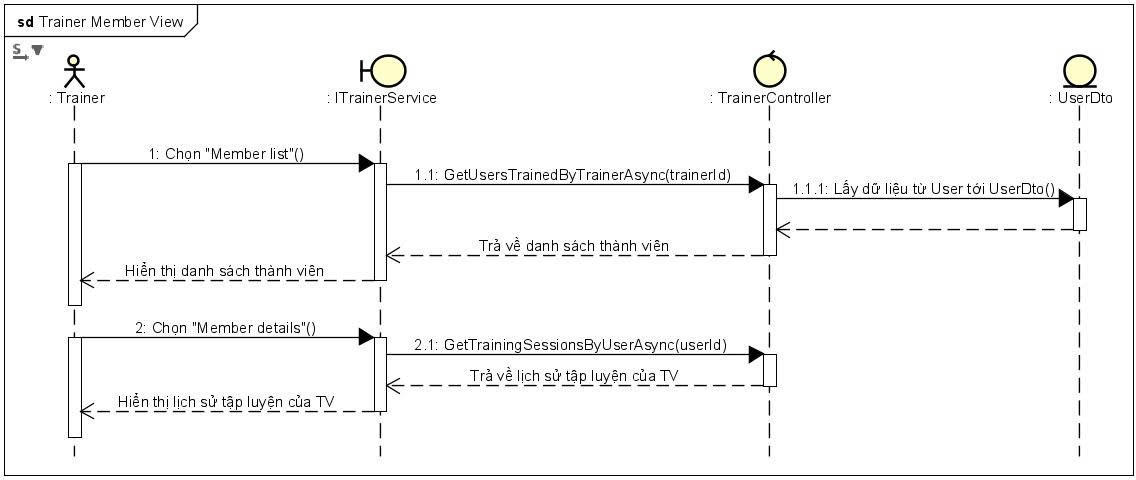 sd Trainer Member View
S
: Trainer
: ITrainerService
: TrainerController
: UserDto
1: Chọn "Member list"()
1.1: GetUsersTrainedByTrainerAsync(trainerId)
1.1.1: Lấy dữ liệu từ User tới UserDto()
Trả về danh sách thành viên
Hiển thị danh sách thành viên
2: Chọn "Member details"()
2.1: GetTrainingSessionsByUserAsync(userId)
Trả về lịch sử tập luyện của TV
Hiển thị lịch sử tập luyện của TV